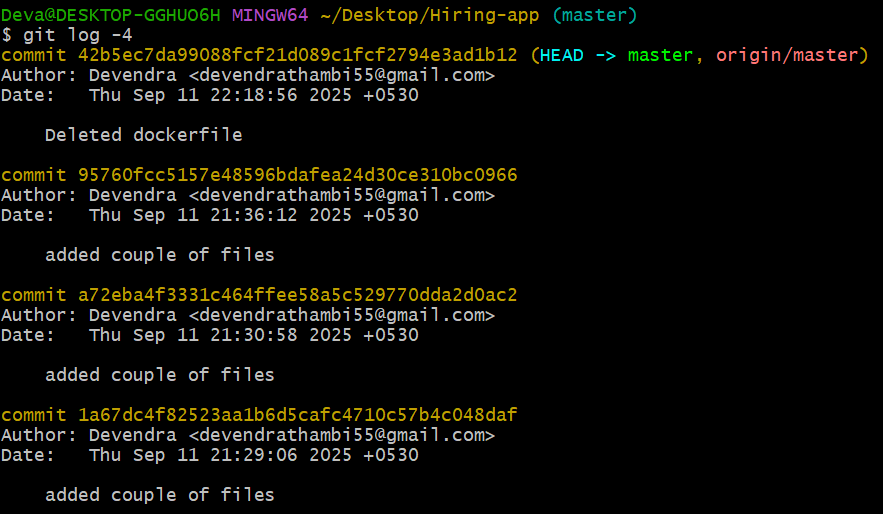 Deva@DESKTOP-GGHUO6H MINGW64 ~/Desktop/Hiring-app (master)
$ git log -4
commit 42b5ec7da99088fcf21d089c1fcf2794e3ad1b12 (HEAD -> master, origin/master)
Author: Devendra <devendrathambi55@gmail.com>
Date:   Thu Sep 11 22:18:56 2025 +0530
    Deleted dockerfile
commit 95760fcc5157e48596bdafea24d30ce310bc0966
Author: Devendra <devendrathambi55@gmail.com>
Date:   Thu Sep 11 21:36:12 2025 +0530
    added couple of files
commit a72eba4f3331c464ffee58a5c529770dda2d0ac2
Author: Devendra <devendrathambi55@gmail.com>
Date:   Thu Sep 11 21:30:58 2025 +0530
    added couple of files
commit 1a67dc4f82523aa1b6d5cafc4710c57b4c048daf
Author: Devendra <devendrathambi55@gmail.com>
Date:   Thu Sep 11 21:29:06 2025 +0530
    added couple of files